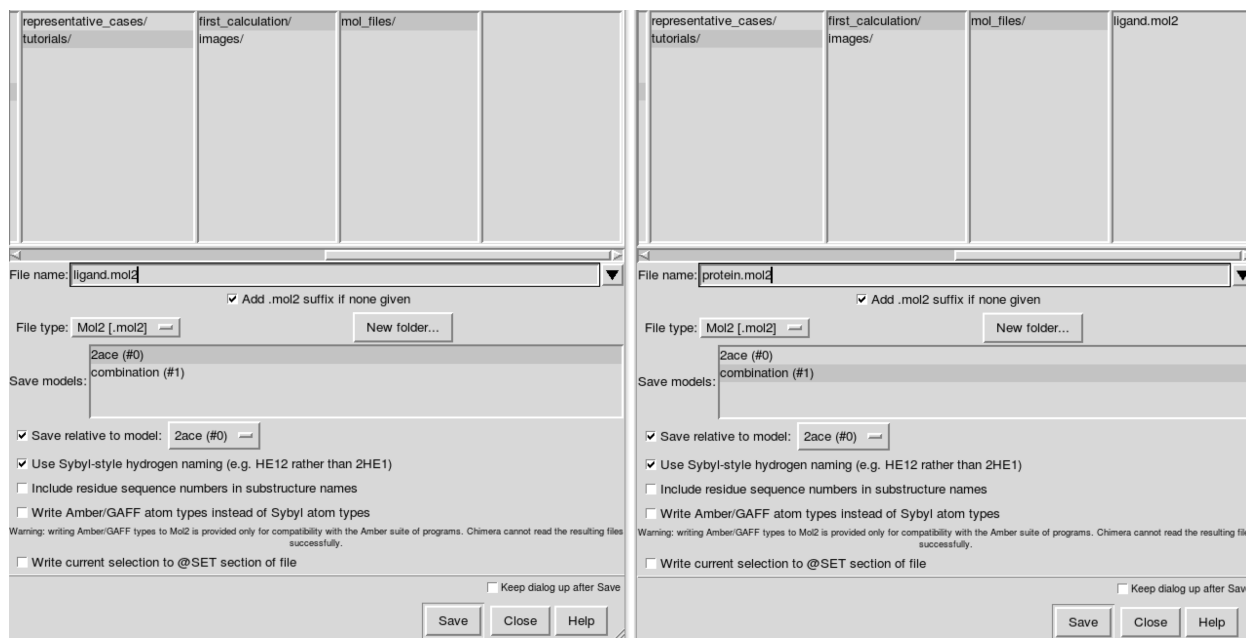 representative_cases/ first_calculation/ mol_files/
tutorials/ images/
File name: ligand.mol2
Add .mol2 suffix if none given
File type: Mol2 [.mol2] New folder...
Save models:
2ace (#0)
combination (#1)
Save relative to model: 2ace (#0)
Use Sybyl-style hydrogen naming (e.g. HE12 rather than 2HE1)
Include residue sequence numbers in substructure names
Write Amber/GAFF atom types instead of Sybyl atom types
Warning: writing Amber/GAFF types to Mol2 is provided only for compatibility with the Amber suite of programs. Chimera cannot read the resulting files
successfully.
Write current selection to @SET section of file
Keep dialog up after Save
Save Close Help
representative_cases/ first_calculation/ mol_files/ ligand.mol2
tutorials/ images/
File name: protein.mol2
Add .mol2 suffix if none given
File type: Mol2 [.mol2] New folder...
Save models:
2ace (#0)
combination (#1)
Save relative to model: 2ace (#0)
Use Sybyl-style hydrogen naming (e.g. HE12 rather than 2HE1)
Include residue sequence numbers in substructure names
Write Amber/GAFF atom types instead of Sybyl atom types
Warning: writing Amber/GAFF types to Mol2 is provided only for compatibility with the Amber suite of programs. Chimera cannot read the resulting file
successfully.
Write current selection to @SET section of file
Keep dialog up after Save
Save Close Help